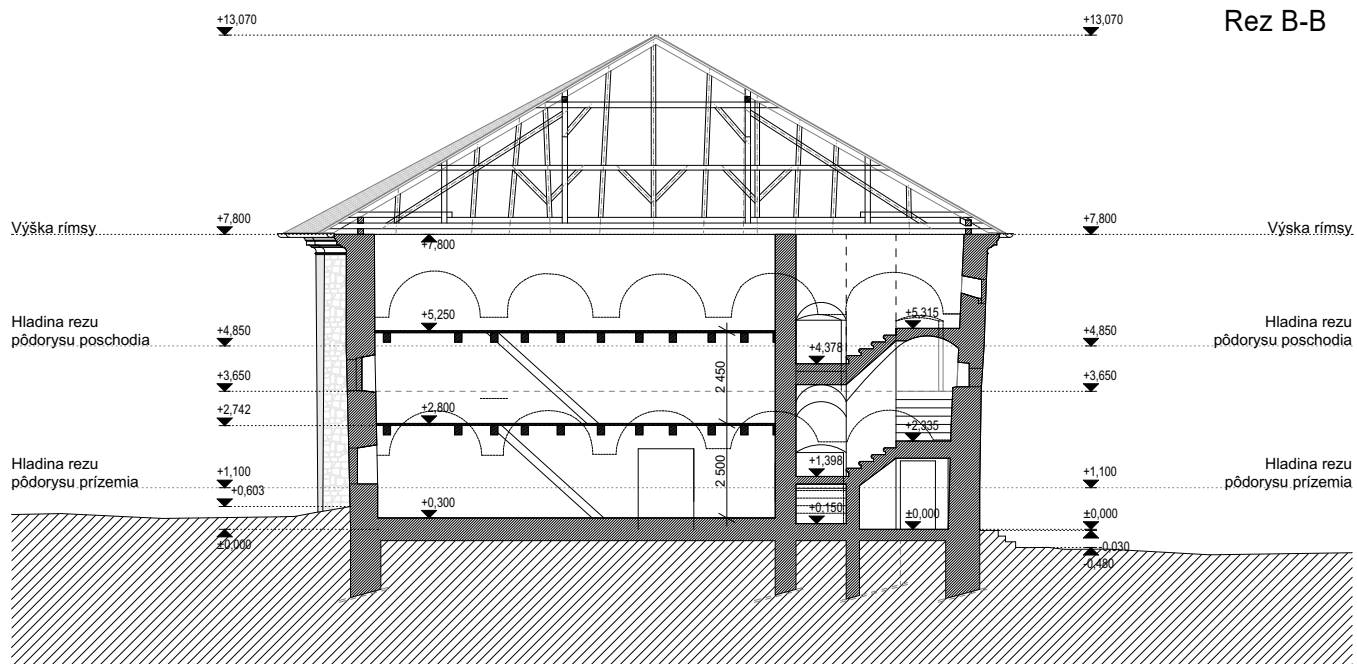 +13,070
+13,070
Rez B-B
Výška rímsy
+7,800
+7,800
+7,800
Výska rímsy
Hladina rezu
pôdorysu poschodia
+4,850
+5,250
+5,315
+4,850
Hladina rezu
pôdorysu poschodia
+4,378
+3,650
2 450
+3,650
+2,742
+2,800
+2,335
Hladina rezu
pôdorysu prízemia
+1,100
+0,603
2 500
+1,398
+1,100
Hladina rezu
pôdorysu prízemia
+0,300
+0,150
±0,000
±0,000
±0,000
-0,030
-0,480